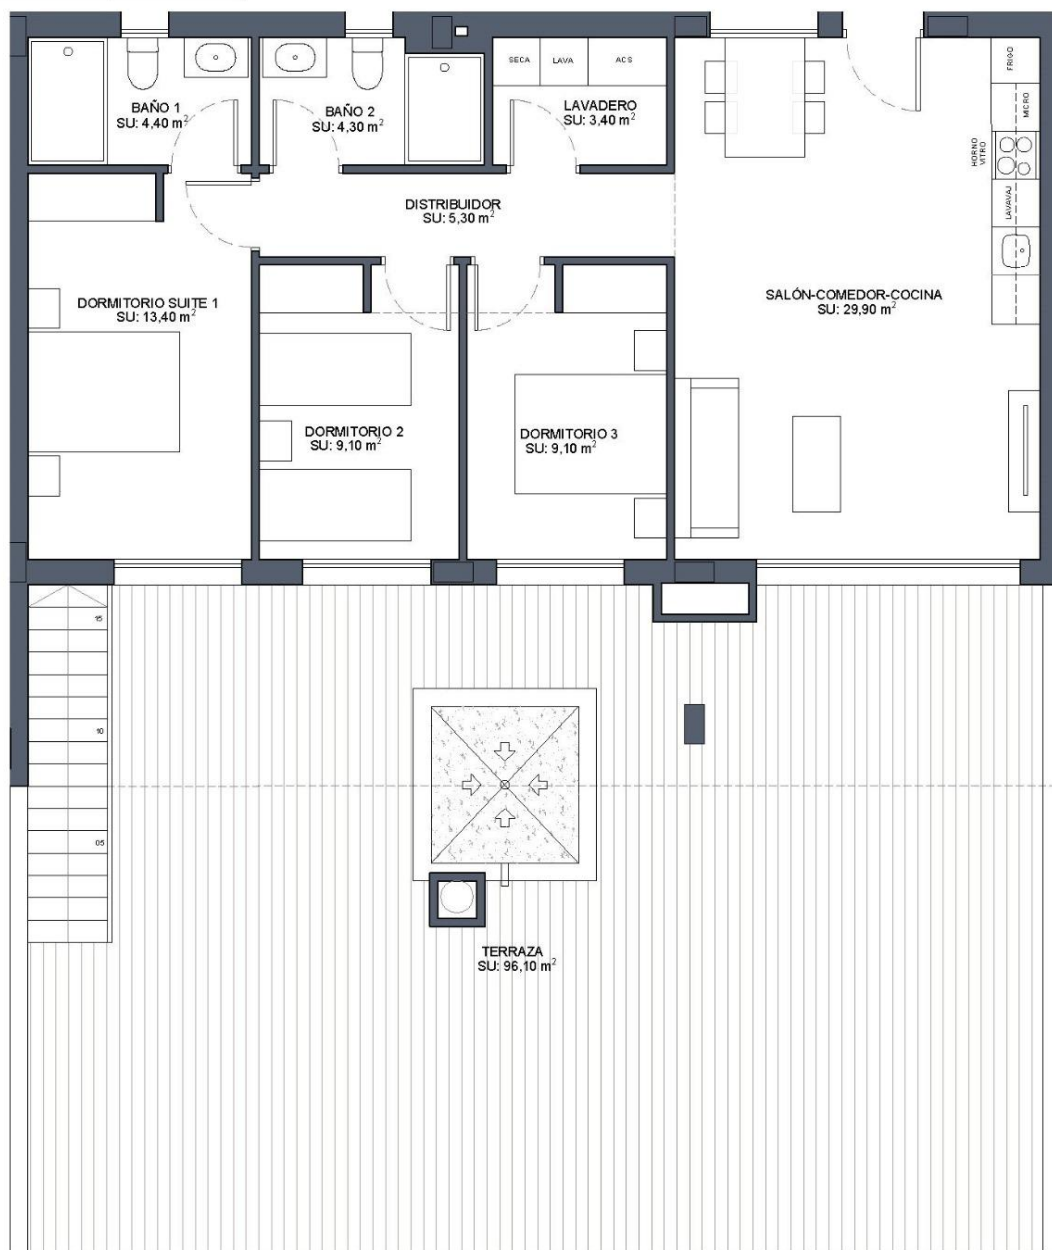 SECA
LAVA
ACS
FRIGO
BAÑO 1
SU: 4,40 m²
BAÑO 2
SU: 4,30 m²
LAVADERO
SU: 3,40 m²
MICRO
HORNO
VITRO
LAVAVAJ
DISTRIBUIDOR
SU: 5,30 m²
DORMITORIO SUITE 1
SU: 13,40 m²
SALÓN-COMEDOR-COCINA
SU: 29,90 m²
DORMITORIO 2
SU: 9,10 m²
DORMITORIO 3
SU: 9,10 m²
15
10
05
TERRAZA
SU: 96,10 m²